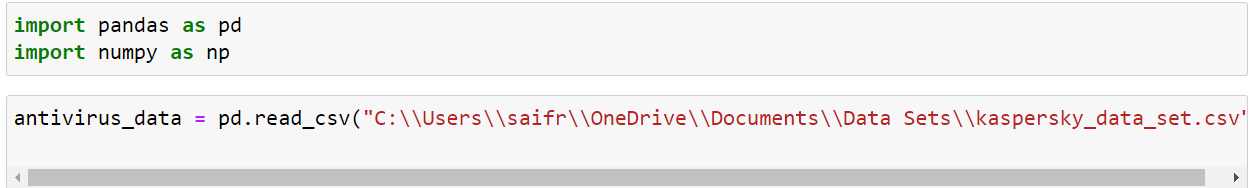 import pandas as pd
import numpy as np
antivirus_data = pd.read_csv("C:\\Users\\saifr\\OneDrive\\Documents\\Data Sets\\kaspersky_data_set.csv"